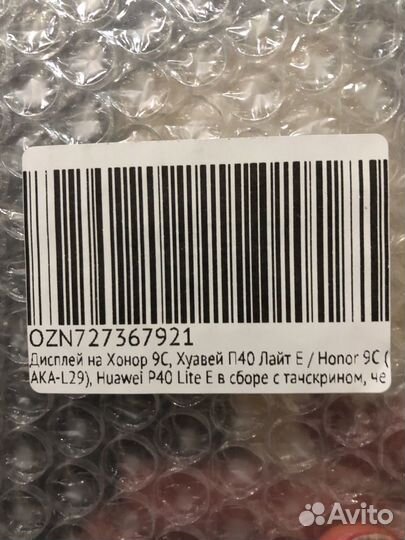 OZN727367921
Дисплей на Хонор 9С, Хуавей П40 Лайт Е / Honor 9C (
AKA-L29), Huawei P40 Lite E в сборе с тачскрином, че
Avito